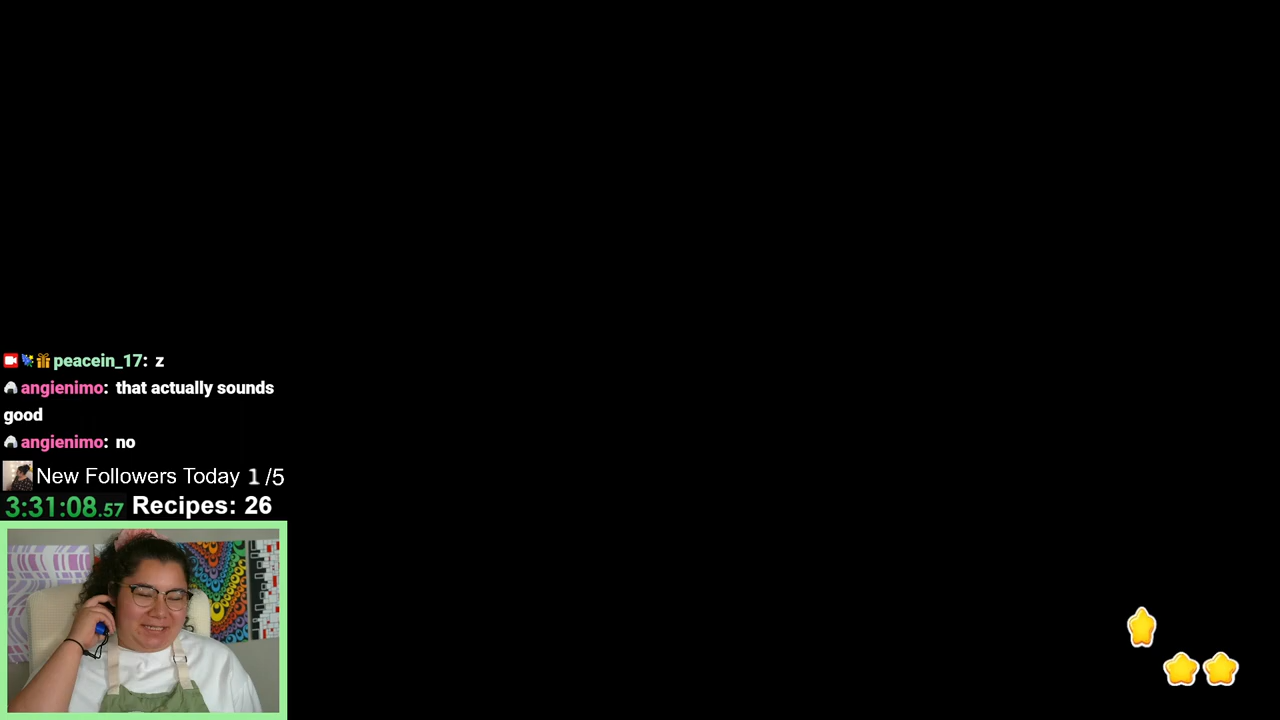 peacein_17: z
angienimo: that actually sounds
good
angienimo: no
New Followers Today 1 /5
3:31:08.57 Recipes: 26